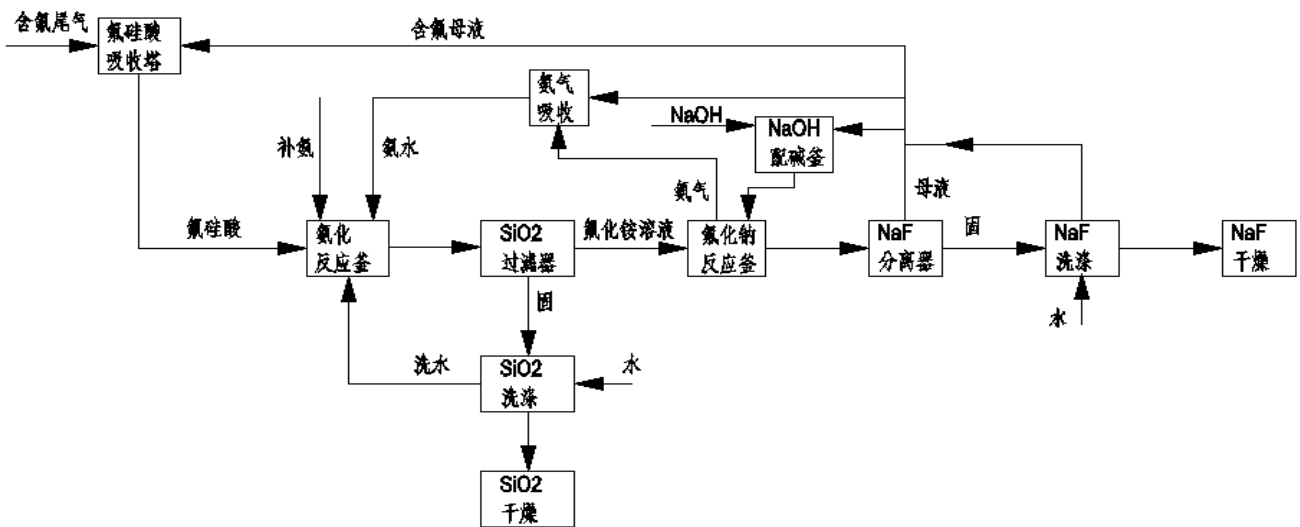 含氟尾气
氟硅酸
吸收塔
含氟母液
氨气
吸收
NaOH
NaOH
配碱釜
补氨
氨水
氨气
母液
氟硅酸
氨化
反应釜
SiO2
过滤器
氟化铵溶液
氟化钠
反应釜
NaF
分离器
固
NaF
洗涤
NaF
干燥
固
水
洗水
SiO2
洗涤
水
SiO2
干燥